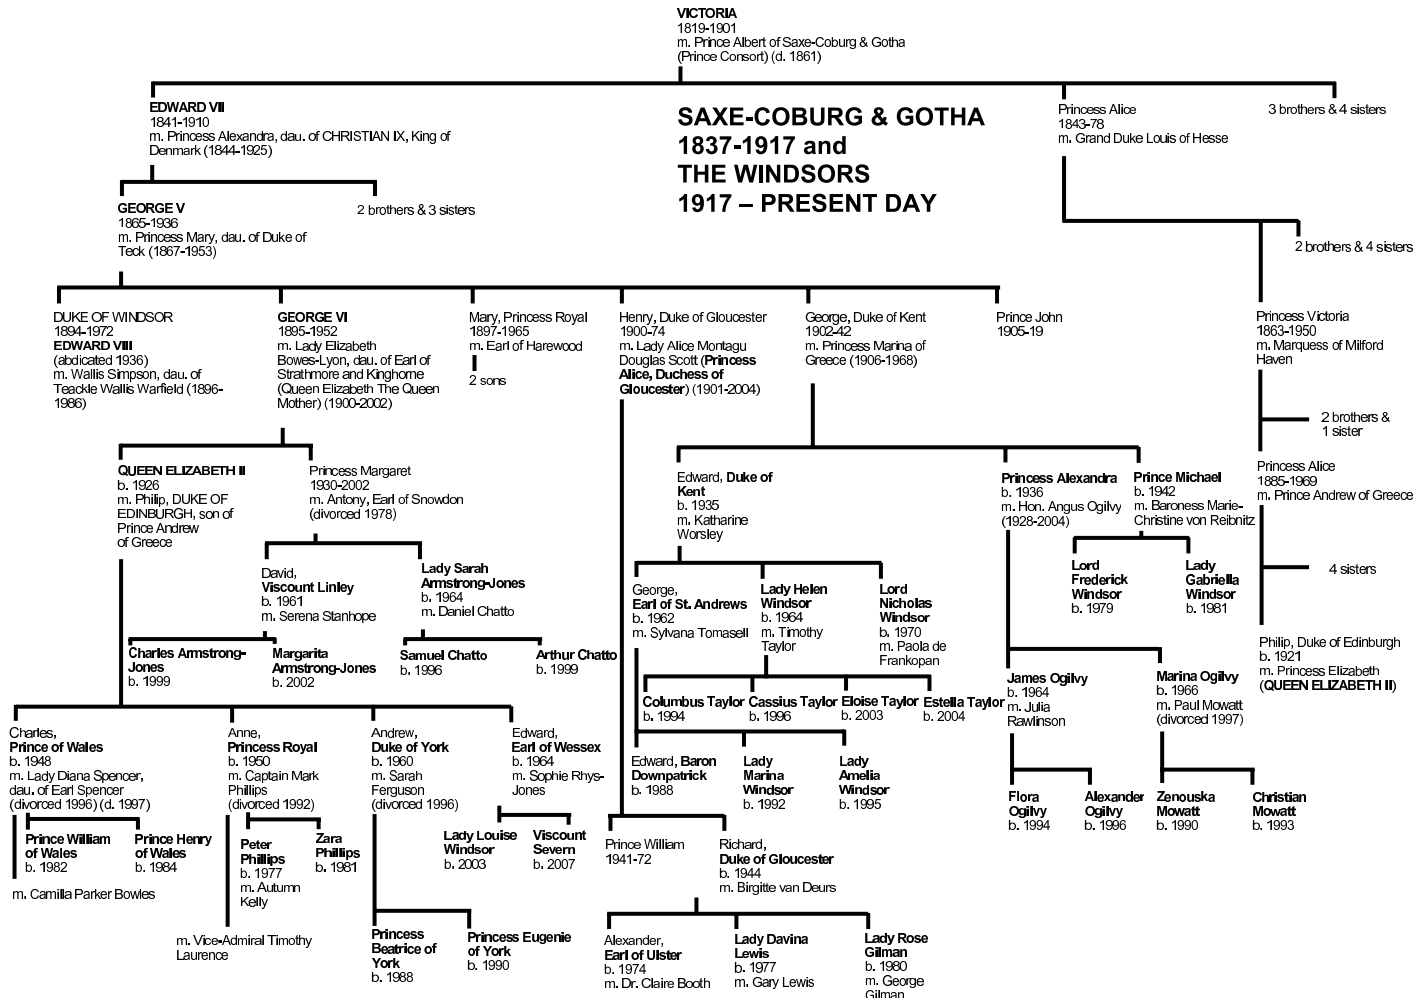 VICTORIA
1819-1901
m. Prince Albert of Saxe-Coburg & Gotha
(Prince Consort) (d. 1861)
EDWARD VII
1841-1910
m. Princess Alexandra, dau. of CHRISTIAN IX, King of
Denmark (1844-1925)
SAXE-COBURG & GOTHA
1837-1917 and
THE WINDSORS
1917 – PRESENT DAY
Princess Alice
1843-78
m. Grand Duke Louis of Hesse
3 brothers & 4 sisters
GEORGE V
1865-1936
m. Princess Mary, dau. of Duke of
Teck (1867-1953)
2 brothers & 3 sisters
2 brothers & 4 sisters
DUKE OF WINDSOR
1894-1972
EDWARD VIII
(abdicated 1936)
m. Wallis Simpson, dau. of
Teackle Wallis Warfield (1896-
1986)
GEORGE VI
1895-1952
m. Lady Elizabeth
Bowes-Lyon, dau. of Earl of
Strathmore and Kinghorne
(Queen Elizabeth The Queen
Mother) (1900-2002)
Mary, Princess Royal
1897-1965
m. Earl of Harewood
2 sons
Henry, Duke of Gloucester
1900-74
m. Lady Alice Montagu
Douglas Scott (Princess
Alice, Duchess of
Gloucester) (1901-2004)
George, Duke of Kent
1902-42
m. Princess Marina of
Greece (1906-1968)
Prince John
1905-19
Princess Victoria
1863-1950
m. Marquess of Milford
Haven
2 brothers &
1 sister
QUEEN ELIZABETH II
b. 1926
m. Philip, DUKE OF
EDINBURGH, son of
Prince Andrew
of Greece
Princess Margaret
1930-2002
m. Antony, Earl of Snowdon
(divorced 1978)
Edward, Duke of
Kent
b. 1935
m. Katharine
Worsley
Princess Alexandra
b. 1936
m. Hon. Angus Ogilvy
(1928-2004)
Prince Michael
b. 1942
m. Baroness Marie-
Christine von Reibnitz
Princess Alice
1885-1969
m. Prince Andrew of Greece
David,
Viscount Linley
b. 1961
m. Serena Stanhope
Lady Sarah
Armstrong-Jones
b. 1964
m. Daniel Chatto
George,
Earl of St. Andrews
b. 1962
m. Sylvana Tomasell
Lady Helen
Windsor
b. 1964
m. Timothy
Taylor
Lord
Nicholas
Windsor
b. 1970
m. Paola de
Frankopan
Lord
Frederick
Windsor
b. 1979
Lady
Gabriella
Windsor
b. 1981
4 sisters
Charles Armstrong-
Jones
b. 1999
Margarita
Armstrong-Jones
b. 2002
Samuel Chatto
b. 1996
Arthur Chatto
b. 1999
Philip, Duke of Edinburgh
b. 1921
m. Princess Elizabeth
(QUEEN ELIZABETH II)
Columbus Taylor
b. 1994
Cassius Taylor
b. 1996
Eloise Taylor
b. 2003
Estella Taylor
b. 2004
James Ogilvy
b. 1964
m. Julia
Rawlinson
Marina Ogilvy
b. 1966
m. Paul Mowatt
(divorced 1997)
Charles,
Prince of Wales
b. 1948
m. Lady Diana Spencer,
dau. of Earl Spencer
(divorced 1996) (d. 1997)
Anne,
Princess Royal
b. 1950
m. Captain Mark
Phillips
(divorced 1992)
Andrew,
Duke of York
b. 1960
m. Sarah
Ferguson
(divorced 1996)
Edward,
Earl of Wessex
b. 1964
m. Sophie Rhys-
Jones
Edward, Baron
Downpatrick
b. 1988
Lady
Marina
Windsor
b. 1992
Lady
Amelia
Windsor
b. 1995
Flora
Ogilvy
b. 1994
Alexander
Ogilvy
b. 1996
Zenouska
Mowatt
b. 1990
Christian
Mowatt
b. 1993
Prince William
of Wales
b. 1982
Prince Henry
of Wales
b. 1984
m. Camilla Parker Bowles
Peter
Phillips
b. 1977
m. Autumn
Kelly
Zara
Phillips
b. 1981
m. Vice-Admiral Timothy
Laurence
Lady Louise
Windsor
b. 2003
Viscount
Severn
b. 2007
Prince William
1941-72
Richard,
Duke of Gloucester
b. 1944
m. Birgitte van Deurs
Princess
Beatrice of
York
b. 1988
Princess Eugenie
of York
b. 1990
Alexander,
Earl of Ulster
b. 1974
m. Dr. Claire Booth
Lady Davina
Lewis
b. 1977
m. Gary Lewis
Lady Rose
Gilman
b. 1980
m. George
Gilman